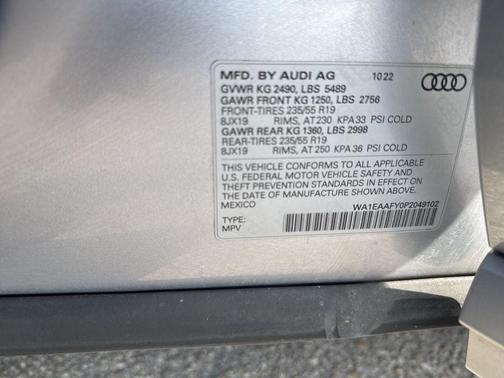 MFD. BY AUDI AG 10 22
GVWR KG 2490, LBS 5489
GAWR FRONT KG 1250, LBS 2756
FRONT-TIRES 235/55 R19
8JX19 RIMS, AT 230 KPA 33 PSI COLD
GAWR REAR KG 1360, LBS 2998
REAR-TIRES 235/55 R19
8JX19 RIMS, AT 250 KPA 36 PSI COLD
THIS VEHICLE CONFORMS TO ALL APPLICABLE
U.S. FEDERAL MOTOR VEHICLE SAFETY AND
THEFT PREVENTION STANDARDS IN EFFECT ON
THE DATE OF MANUFACTURE SHOWN ABOVE.
MEXICO WA1EAAFY0P2049102
TYPE:
MPV